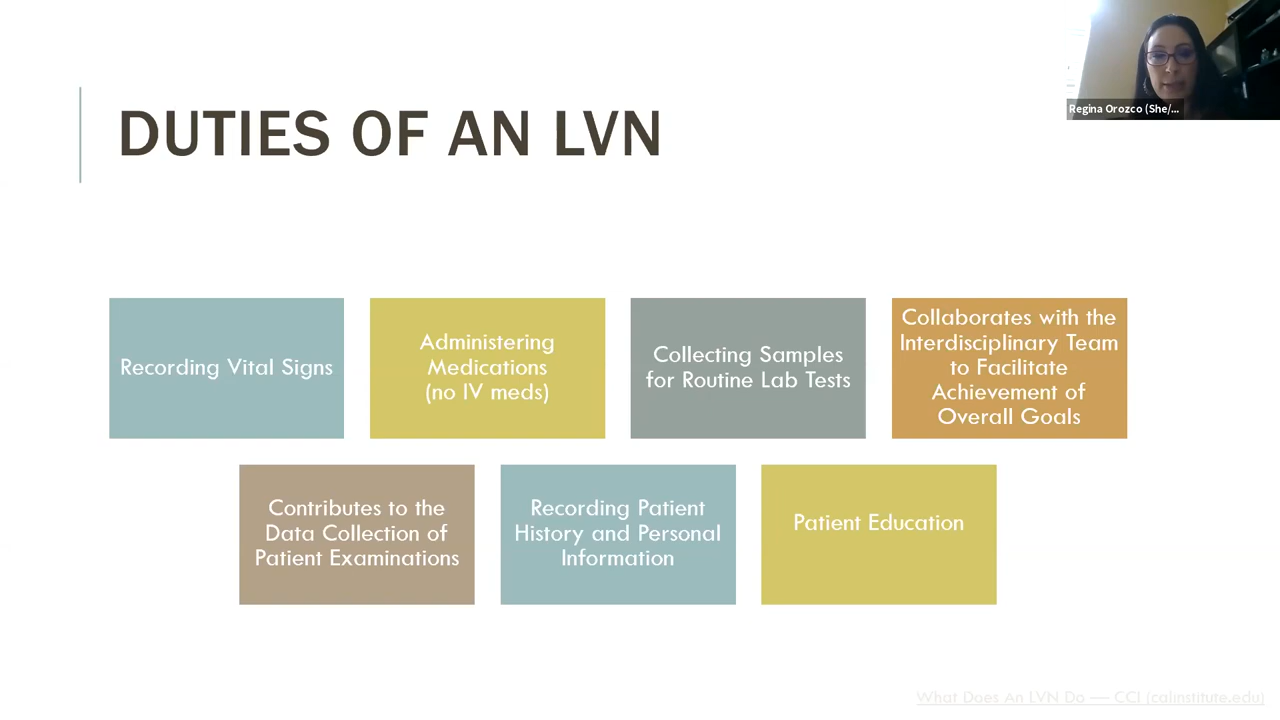 Regina Orozco (She/...
DUTIES OF AN LVN
Recording Vital Signs
Administering
Medications
(no IV meds)
Collecting Samples
for Routine Lab Tests
Collaborates with the
Interdisciplinary Team
to Facilitate
Achievement of
Overall Goals
Contributes to the
Data Collection of
Patient Examinations
Recording Patient
History and Personal
Information
Patient Education
What Does An LVN Do — CCI (calinstitute.edu)